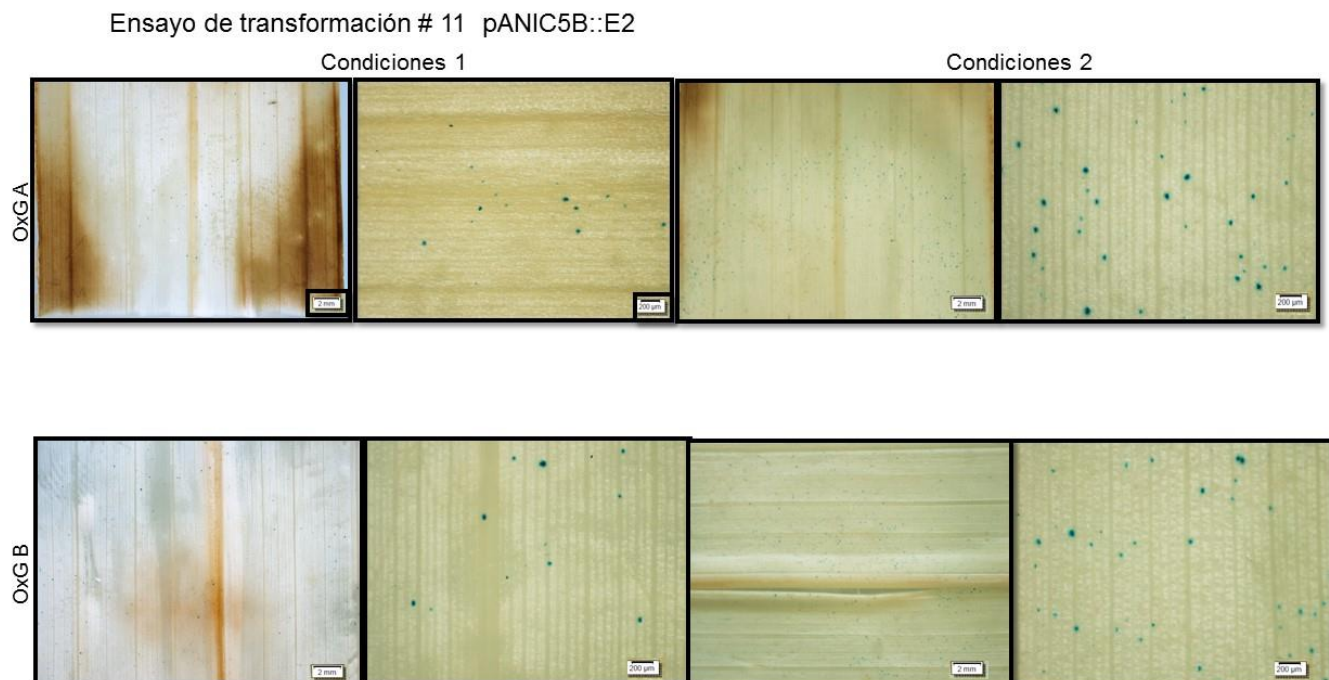 Ensayo de transformación # 11 pANIC5B::E2
Condiciones 1
Condiciones 2
OxG A
2 mm
200 µm
2 mm
200 µm
OxG B
2 mm
200 µm
2 mm
200 µm